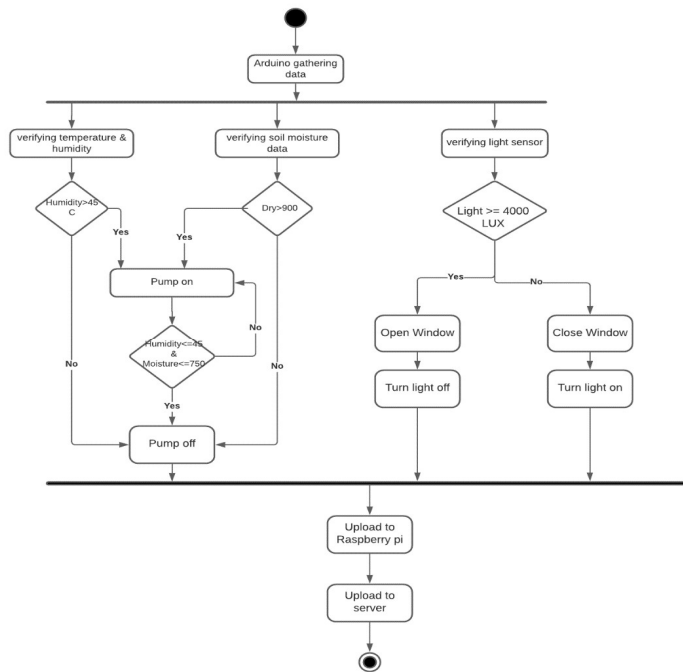 Arduino gathering
data
verifying temperature &
humidity
verifying soil moisture
data
verifying light sensor
Humidity>45
C
Dry>900
Light >= 4000
LUX
Yes
Yes
Pump on
Yes
No
Humidity<=45
&
Moisture<=750
No
Open Window
Close Window
No
No
Turn light off
Turn light on
Yes
Pump off
Upload to
Raspberry pi
Upload to
server